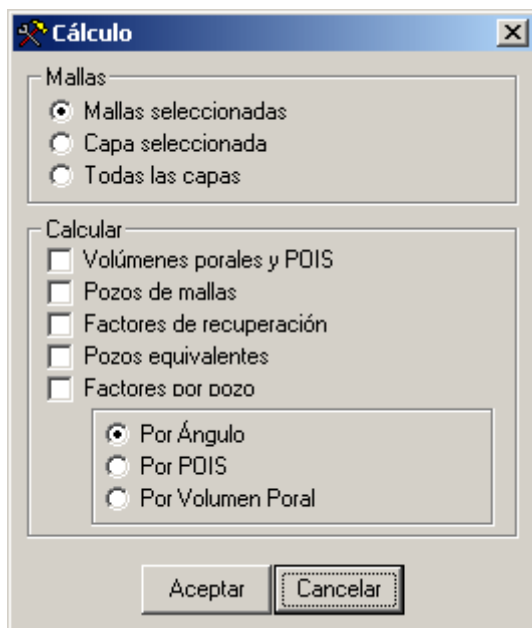 Cálculo
Mallas
Mallas seleccionadas
Capa seleccionada
Todas las capas
Calcular
Volúmenes porales y POIS
Pozos de mallas
Factores de recuperación
Pozos equivalentes
Factores por pozo
Por Ángulo
Por POIS
Por Volumen Poral
Aceptar Cancelar